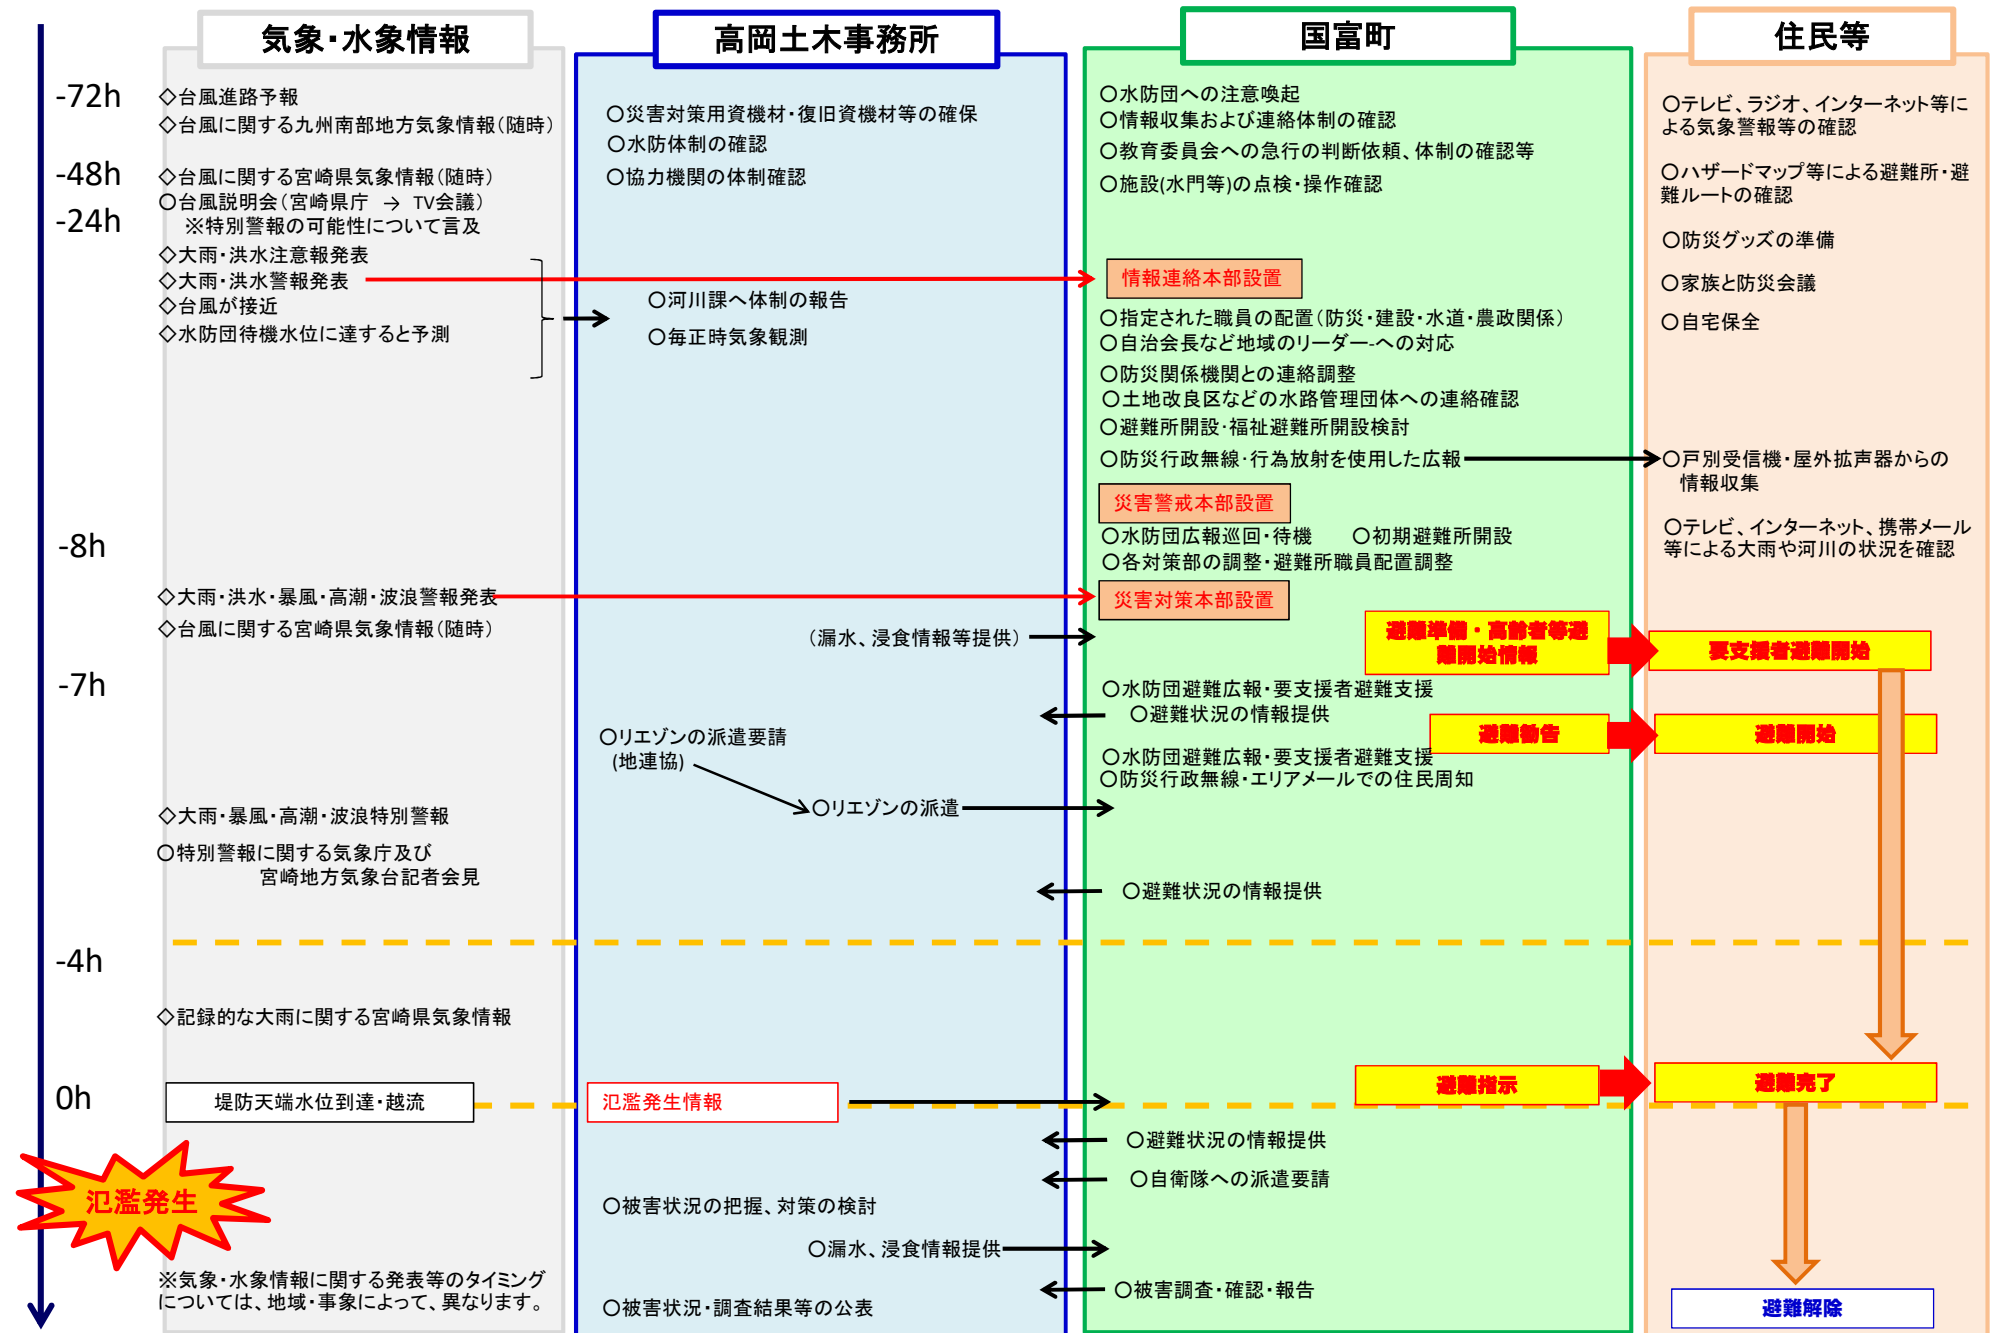 気象・水象情報
高岡土木事務所
国富町
住民等
-72h
-48h
-24h
-8h
-7h
-4h
0h
氾濫発生
◇台風進路予報
◇台風に関する九州南部地方気象情報(随時)
◇台風に関する宮崎県気象情報(随時)
○台風説明会(宮崎県庁 → TV会議)
※特別警報の可能性について言及
◇大雨・洪水注意報発表
◇大雨・洪水警報発表
◇台風が接近
◇水防団待機水位に達すると予測
◇大雨・洪水・暴風・高潮・波浪警報発表
◇台風に関する宮崎県気象情報(随時)
◇大雨・暴風・高潮・波浪特別警報
○特別警報に関する気象庁及び
宮崎地方気象台記者会見
◇記録的な大雨に関する宮崎県気象情報
堤防天端水位到達・越流
※気象・水象情報に関する発表等のタイミング
については、地域・事象によって、異なります。
○災害対策用資機材・復旧資機材等の確保
○水防体制の確認
○協力機関の体制確認
○河川課へ体制の報告
○毎正時気象観測
(漏水、浸食情報等提供)
○リエゾンの派遣要請
(地連協)
○リエゾンの派遣
氾濫発生情報
○被害状況の把握、対策の検討
○漏水、浸食情報提供
○被害状況・調査結果等の公表
○水防団への注意喚起
○情報収集および連絡体制の確認
○教育委員会への急行の判断依頼、体制の確認等
○施設(水門等)の点検・操作確認
情報連絡本部設置
○指定された職員の配置(防災・建設・水道・農政関係)
○自治会長など地域のリーダー-への対応
○防災関係機関との連絡調整
○土地改良区などの水路管理団体への連絡確認
○避難所開設・福祉避難所開設検討
○防災行政無線・行為放射を使用した広報
災害警戒本部設置
○水防団広報巡回・待機 ○初期避難所開設
○各対策部の調整・避難所職員配置調整
災害対策本部設置
避難準備・高齢者等避
難開始情報
○水防団避難広報・要支援者避難支援
○避難状況の情報提供
避難勧告
○水防団避難広報・要支援者避難支援
○防災行政無線・エリアメールでの住民周知
○避難状況の情報提供
避難指示
○避難状況の情報提供
○自衛隊への派遣要請
○被害調査・確認・報告
○テレビ、ラジオ、インターネット等に
よる気象警報等の確認
○ハザードマップ等による避難所・避
難ルートの確認
○防災グッズの準備
○家族と防災会議
○自宅保全
○戸別受信機・屋外拡声器からの
情報収集
○テレビ、インターネット、携帯メール
等による大雨や河川の状況を確認
要支援者避難開始
避難開始
避難完了
避難解除